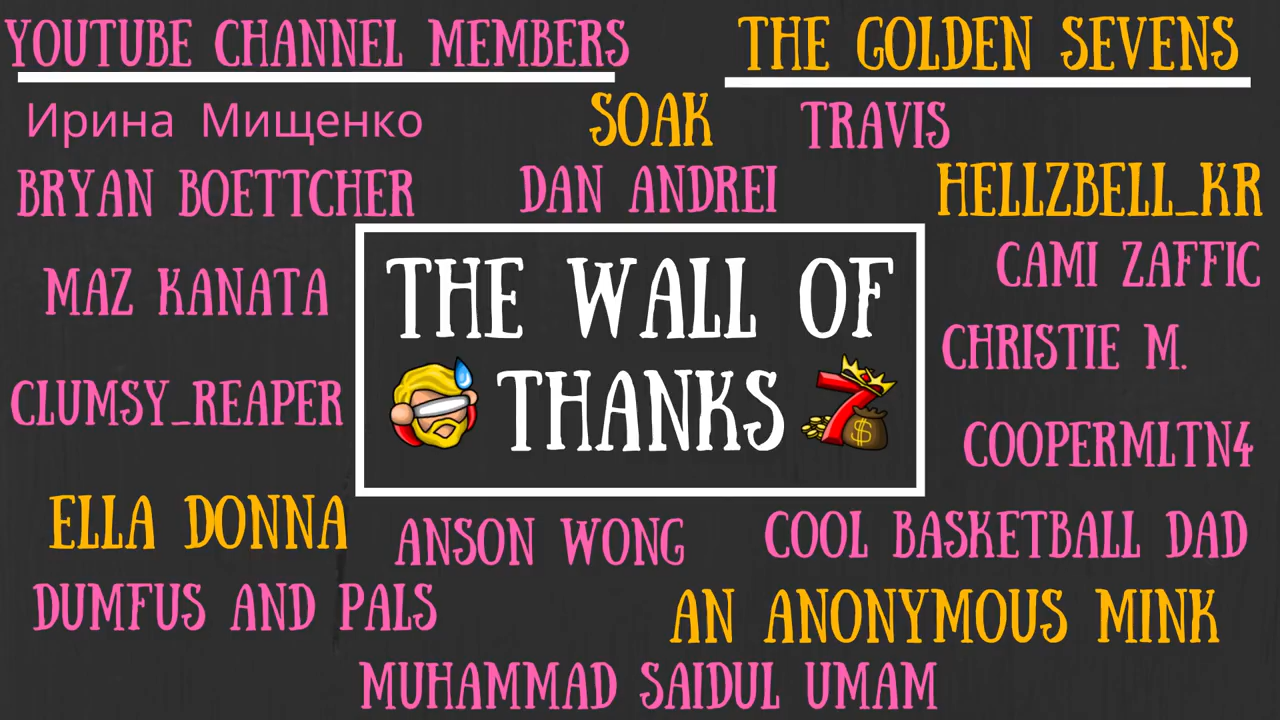 YOUTUBE CHANNEL MEMBERS
THE GOLDEN SEVENS
Ирина Мищенко
SOAK
TRAVIS
BRYAN BOETTCHER
DAN ANDREI
HELLZBELL_KR
MAZ KANATA
CAMI ZAFFIC
THE WALL OF
THANKS
CHRISTIE M.
CLUMSY_REAPER
COOPERMLTN4
ELLA DONNA
ANSON WONG
COOL BASKETBALL DAD
DUMFUS AND PALS
AN ANONYMOUS MINK
MUHAMMAD SAIDUL UMAM